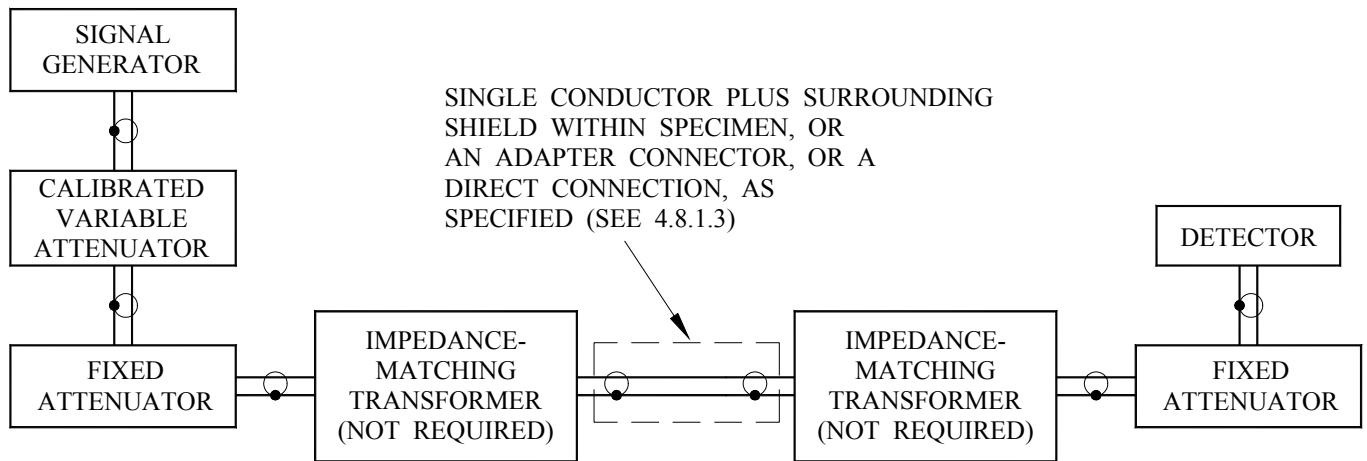 SIGNAL
GENERATOR
CALIBRATED
VARIABLE
ATTENUATOR
FIXED
ATTENUATOR
IMPEDANCE-
MATCHING
TRANSFORMER
(NOT REQUIRED)
SINGLE CONDUCTOR PLUS SURROUNDING
SHIELD WITHIN SPECIMEN, OR
AN ADAPTER CONNECTOR, OR A
DIRECT CONNECTION, AS
SPECIFIED (SEE 4.8.1.3)
IMPEDANCE-
MATCHING
TRANSFORMER
(NOT REQUIRED)
DETECTOR
FIXED
ATTENUATOR